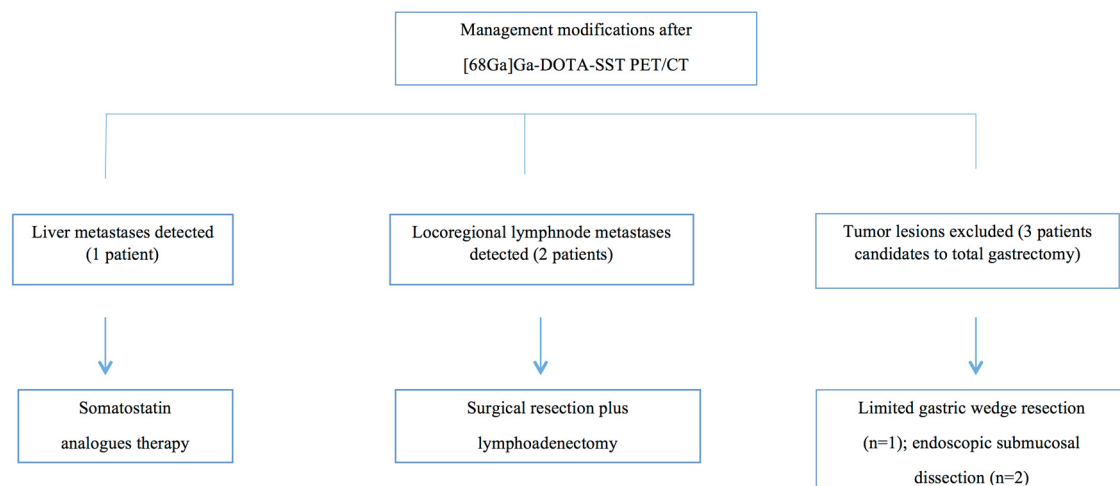 Management modifications after
[68Ga]Ga-DOTA-SST PET/CT
Liver metastases detected
(1 patient)
Locoregional lymphnode metastases
detected (2 patients)
Tumor lesions excluded (3 patients
candidates to total gastrectomy)
Somatostatin
analogues therapy
Surgical resection plus
lymphoadenectomy
Limited gastric wedge resection
(n=1); endoscopic submucosal
dissection (n=2)